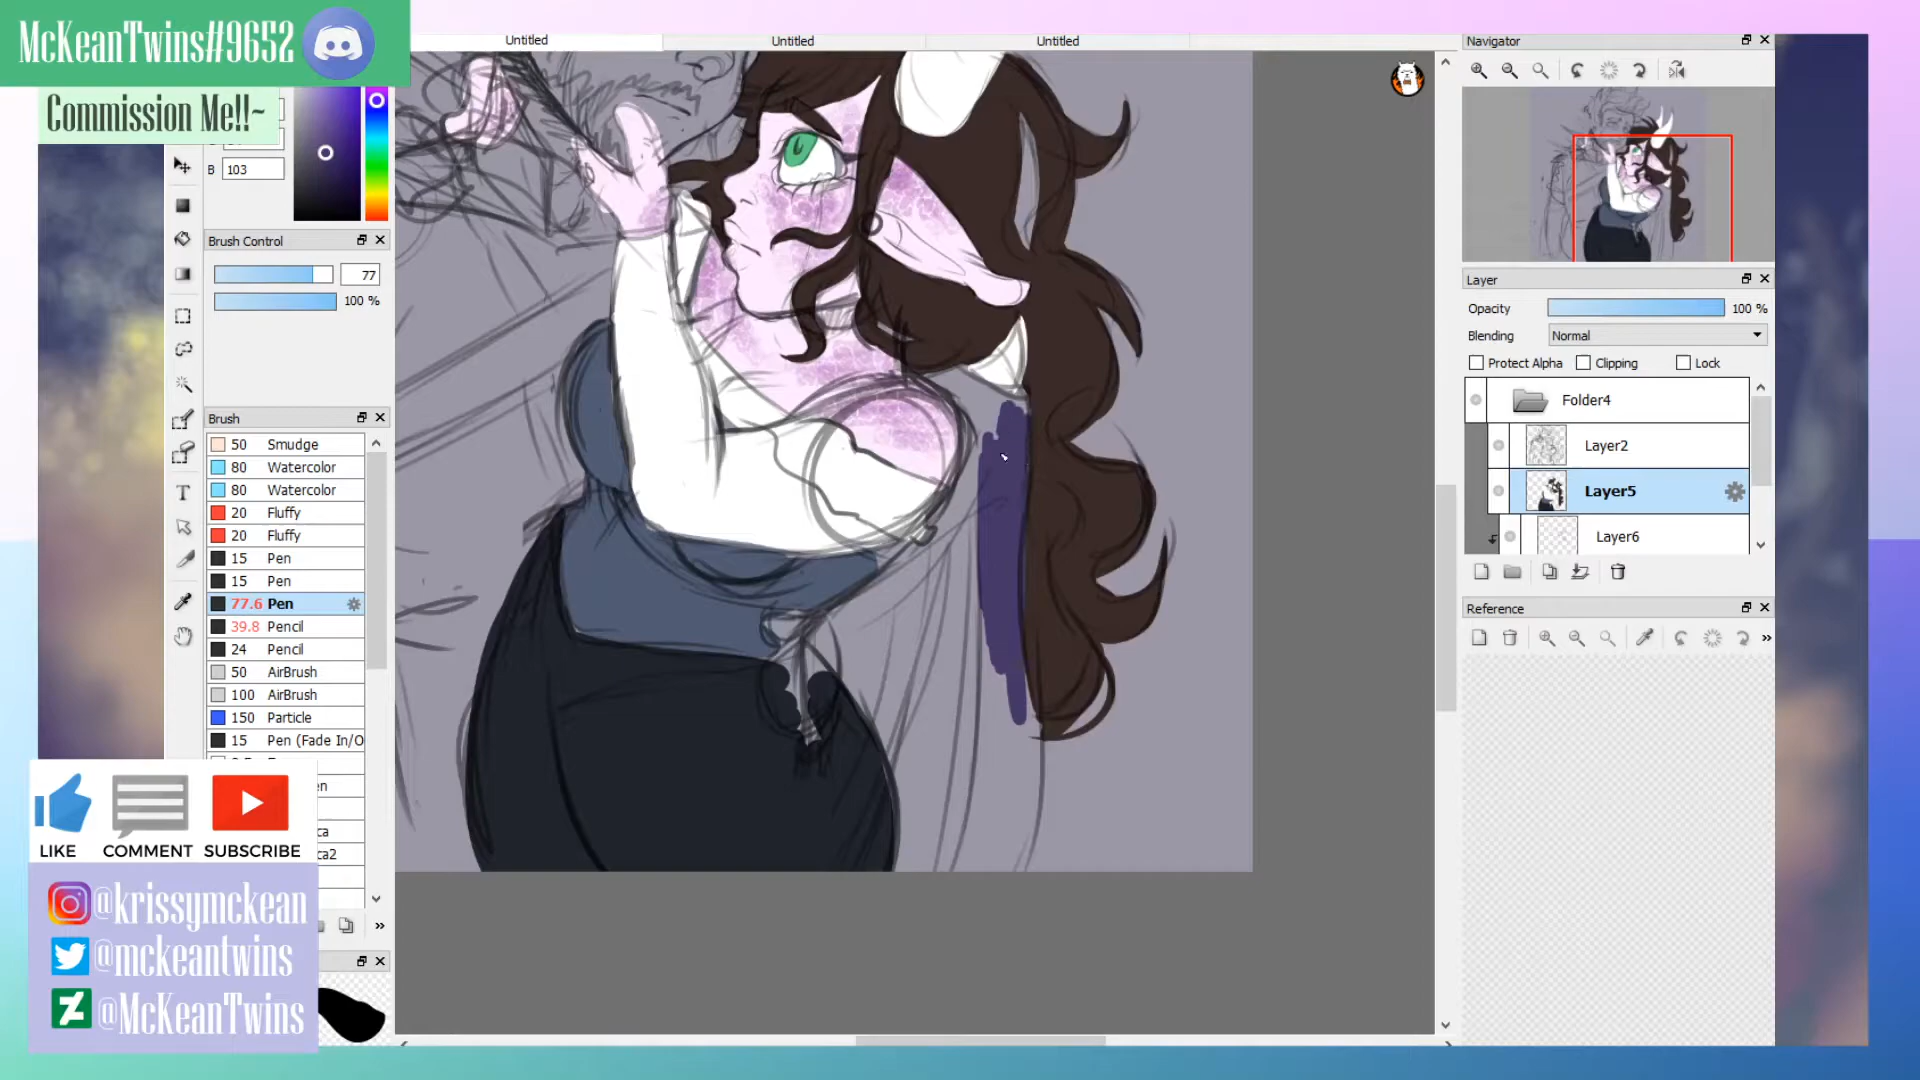 McKeanTwins#9652
Commission Me!!~
Untitled
Untitled
Untitled
B 103
Brush Control
77
100 %
Brush
50 Smudge
80 Watercolor
80 Watercolor
20 Fluffy
20 Fluffy
15 Pen
15 Pen
77.6 Pen
39.8 Pencil
24 Pencil
50 AirBrush
100 AirBrush
150 Particle
15 Pen (Fade In/O
en
ca
ca2
LIKE
COMMENT
SUBSCRIBE
@krissymckean
@mckeantwins
@McKeanTwins
Navigator
Layer
Opacity 100 %
Blending Normal
Protect Alpha Clipping Lock
Folder4
Layer2
Layer5
Layer6
Reference